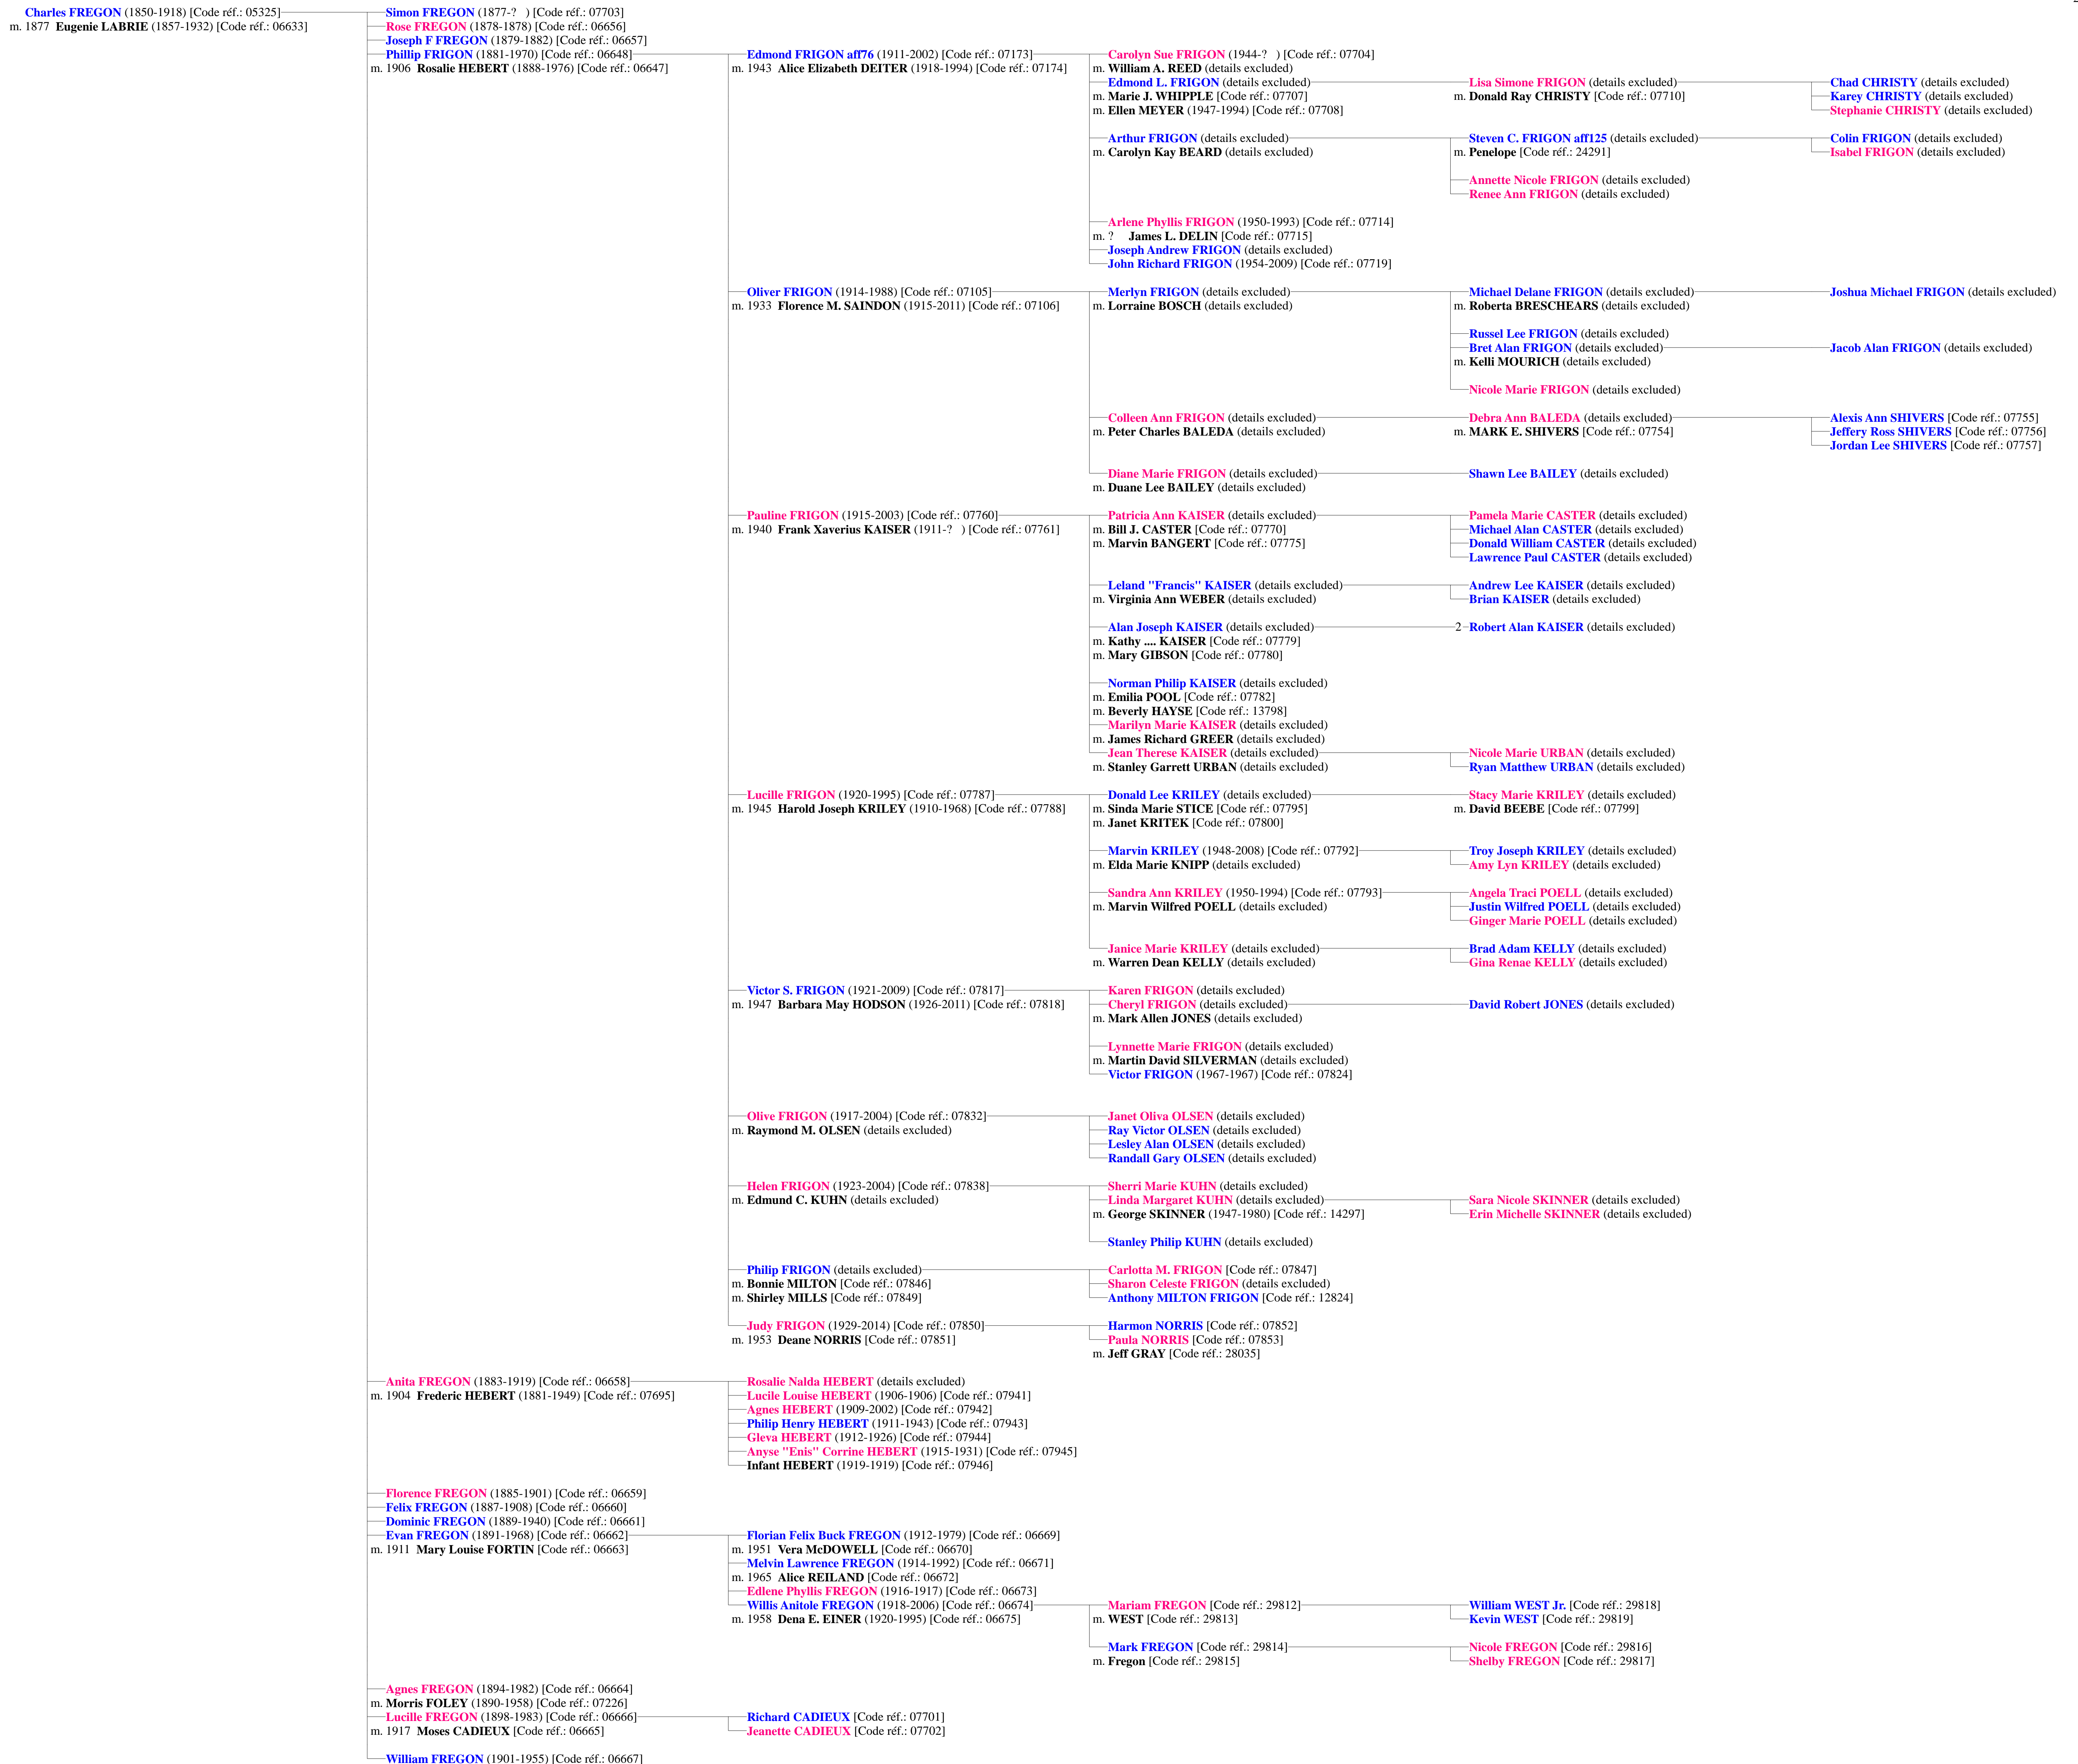 Charles FREGON (1850-1918) [Code réf.: 05325]
m. 1877 Eugenie LABRIE (1857-1932) [Code réf.: 06633]
Simon FREGON (1877-? ) [Code réf.: 07703]
Rose FREGON (1878-1878) [Code réf.: 06656]
Joseph F FREGON (1879-1882) [Code réf.: 06657]
Phillip FRIGON (1881-1970) [Code réf.: 06648]
m. 1906 Rosalie HEBERT (1888-1976) [Code réf.: 06647]
Edmond FRIGON aff76 (1911-2002) [Code réf.: 07173]
m. 1943 Alice Elizabeth DEITER (1918-1994) [Code réf.: 07174]
Carolyn Sue FRIGON (1944-? ) [Code réf.: 07704]
m. William A. REED (details excluded)
Edmond L. FRIGON (details excluded)
m. Marie J. WHIPPLE [Code réf.: 07707]
m. Ellen MEYER (1947-1994) [Code réf.: 07708]
Lisa Simone FRIGON (details excluded)
m. Donald Ray CHRISTY [Code réf.: 07710]
Chad CHRISTY (details excluded)
Karey CHRISTY (details excluded)
Stephanie CHRISTY (details excluded)
Arthur FRIGON (details excluded)
m. Carolyn Kay BEARD (details excluded)
Steven C. FRIGON aff125 (details excluded)
m. Penelope [Code réf.: 24291]
Colin FRIGON (details excluded)
Isabel FRIGON (details excluded)
Annette Nicole FRIGON (details excluded)
Renee Ann FRIGON (details excluded)
Arlene Phyllis FRIGON (1950-1993) [Code réf.: 07714]
m. ? James L. DELIN [Code réf.: 07715]
Joseph Andrew FRIGON (details excluded)
John Richard FRIGON (1954-2009) [Code réf.: 07719]
Oliver FRIGON (1914-1988) [Code réf.: 07105]
m. 1933 Florence M. SAINDON (1915-2011) [Code réf.: 07106]
Merlyn FRIGON (details excluded)
m. Lorraine BOSCH (details excluded)
Michael Delane FRIGON (details excluded)
m. Roberta BRESCHEARS (details excluded)
Joshua Michael FRIGON (details excluded)
Russel Lee FRIGON (details excluded)
Bret Alan FRIGON (details excluded)
m. Kelli MOURICH (details excluded)
Jacob Alan FRIGON (details excluded)
Nicole Marie FRIGON (details excluded)
Colleen Ann FRIGON (details excluded)
m. Peter Charles BALEDA (details excluded)
Debra Ann BALEDA (details excluded)
m. MARK E. SHIVERS [Code réf.: 07754]
Alexis Ann SHIVERS [Code réf.: 07755]
Jeffery Ross SHIVERS [Code réf.: 07756]
Jordan Lee SHIVERS [Code réf.: 07757]
Diane Marie FRIGON (details excluded)
m. Duane Lee BAILEY (details excluded)
Shawn Lee BAILEY (details excluded)
Pauline FRIGON (1915-2003) [Code réf.: 07760]
m. 1940 Frank Xaverius KAISER (1911-? ) [Code réf.: 07761]
Patricia Ann KAISER (details excluded)
m. Bill J. CASTER [Code réf.: 07770]
m. Marvin BANGERT [Code réf.: 07775]
Pamela Marie CASTER (details excluded)
Michael Alan CASTER (details excluded)
Donald William CASTER (details excluded)
Lawrence Paul CASTER (details excluded)
Leland "Francis" KAISER (details excluded)
m. Virginia Ann WEBER (details excluded)
Andrew Lee KAISER (details excluded)
Brian KAISER (details excluded)
Alan Joseph KAISER (details excluded)
m. Kathy .... KAISER [Code réf.: 07779]
m. Mary GIBSON [Code réf.: 07780]
2 Robert Alan KAISER (details excluded)
Norman Philip KAISER (details excluded)
m. Emilia POOL [Code réf.: 07782]
m. Beverly HAYSE [Code réf.: 13798]
Marilyn Marie KAISER (details excluded)
m. James Richard GREER (details excluded)
Jean Therese KAISER (details excluded)
m. Stanley Garrett URBAN (details excluded)
Nicole Marie URBAN (details excluded)
Ryan Matthew URBAN (details excluded)
Lucille FRIGON (1920-1995) [Code réf.: 07787]
m. 1945 Harold Joseph KRILEY (1910-1968) [Code réf.: 07788]
Donald Lee KRILEY (details excluded)
m. Sinda Marie STICE [Code réf.: 07795]
m. Janet KRITEK [Code réf.: 07800]
Stacy Marie KRILEY (details excluded)
m. David BEEBE [Code réf.: 07799]
Marvin KRILEY (1948-2008) [Code réf.: 07792]
m. Elda Marie KNIPP (details excluded)
Troy Joseph KRILEY (details excluded)
Amy Lyn KRILEY (details excluded)
Sandra Ann KRILEY (1950-1994) [Code réf.: 07793]
m. Marvin Wilfred POELL (details excluded)
Angela Traci POELL (details excluded)
Justin Wilfred POELL (details excluded)
Ginger Marie POELL (details excluded)
Janice Marie KRILEY (details excluded)
m. Warren Dean KELLY (details excluded)
Brad Adam KELLY (details excluded)
Gina Renae KELLY (details excluded)
Victor S. FRIGON (1921-2009) [Code réf.: 07817]
m. 1947 Barbara May HODSON (1926-2011) [Code réf.: 07818]
Karen FRIGON (details excluded)
Cheryl FRIGON (details excluded)
m. Mark Allen JONES (details excluded)
David Robert JONES (details excluded)
Lynnette Marie FRIGON (details excluded)
m. Martin David SILVERMAN (details excluded)
Victor FRIGON (1967-1967) [Code réf.: 07824]
Olive FRIGON (1917-2004) [Code réf.: 07832]
m. Raymond M. OLSEN (details excluded)
Janet Oliva OLSEN (details excluded)
Ray Victor OLSEN (details excluded)
Lesley Alan OLSEN (details excluded)
Randall Gary OLSEN (details excluded)
Helen FRIGON (1923-2004) [Code réf.: 07838]
m. Edmund C. KUHN (details excluded)
Sherri Marie KUHN (details excluded)
Linda Margaret KUHN (details excluded)
m. George SKINNER (1947-1980) [Code réf.: 14297]
Sara Nicole SKINNER (details excluded)
Erin Michelle SKINNER (details excluded)
Stanley Philip KUHN (details excluded)
Philip FRIGON (details excluded)
m. Bonnie MILTON [Code réf.: 07846]
m. Shirley MILLS [Code réf.: 07849]
Carlotta M. FRIGON [Code réf.: 07847]
Sharon Celeste FRIGON (details excluded)
Anthony MILTON FRIGON [Code réf.: 12824]
Judy FRIGON (1929-2014) [Code réf.: 07850]
m. 1953 Deane NORRIS [Code réf.: 07851]
Harmon NORRIS [Code réf.: 07852]
Paula NORRIS [Code réf.: 07853]
m. Jeff GRAY [Code réf.: 28035]
Anita FREGON (1883-1919) [Code réf.: 06658]
m. 1904 Frederic HEBERT (1881-1949) [Code réf.: 07695]
Rosalie Nalda HEBERT (details excluded)
Lucile Louise HEBERT (1906-1906) [Code réf.: 07941]
Agnes HEBERT (1909-2002) [Code réf.: 07942]
Philip Henry HEBERT (1911-1943) [Code réf.: 07943]
Gleva HEBERT (1912-1926) [Code réf.: 07944]
Anyse "Enis" Corrine HEBERT (1915-1931) [Code réf.: 07945]
Infant HEBERT (1919-1919) [Code réf.: 07946]
Florence FREGON (1885-1901) [Code réf.: 06659]
Felix FREGON (1887-1908) [Code réf.: 06660]
Dominic FREGON (1889-1940) [Code réf.: 06661]
Evan FREGON (1891-1968) [Code réf.: 06662]
m. 1911 Mary Louise FORTIN [Code réf.: 06663]
Florian Felix Buck FREGON (1912-1979) [Code réf.: 06669]
m. 1951 Vera McDOWELL [Code réf.: 06670]
Melvin Lawrence FREGON (1914-1992) [Code réf.: 06671]
m. 1965 Alice REILAND [Code réf.: 06672]
Edlene Phyllis FREGON (1916-1917) [Code réf.: 06673]
Willis Anitole FREGON (1918-2006) [Code réf.: 06674]
m. 1958 Dena E. EINER (1920-1995) [Code réf.: 06675]
Mariam FREGON [Code réf.: 29812]
m. WEST [Code réf.: 29813]
William WEST Jr. [Code réf.: 29818]
Kevin WEST [Code réf.: 29819]
Mark FREGON [Code réf.: 29814]
m. Fregon [Code réf.: 29815]
Nicole FREGON [Code réf.: 29816]
Shelby FREGON [Code réf.: 29817]
Agnes FREGON (1894-1982) [Code réf.: 06664]
m. Morris FOLEY (1890-1958) [Code réf.: 07226]
Lucille FREGON (1898-1983) [Code réf.: 06666]
m. 1917 Moses CADIEUX [Code réf.: 06665]
Richard CADIEUX [Code réf.: 07701]
Jeanette CADIEUX [Code réf.: 07702]
William FREGON (1901-1955) [Code réf.: 06667]